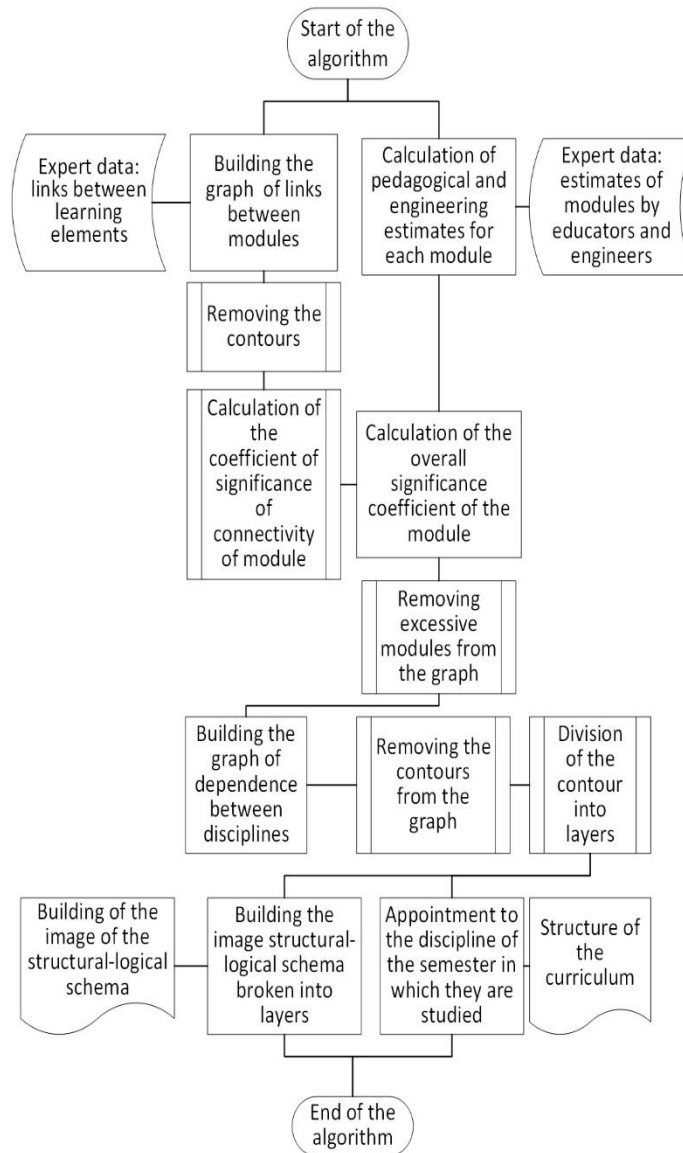 Start of the
algorithm
Expert data:
links between
learning
elements
Building the
graph of links
between
modules
Calculation of
pedagogical and
engineering
estimates for
each module
Expert data:
estimates of
modules by
educators and
engineers
Removing the
contours
Calculation of
the
coefficient of
significance
of
connectivity
of module
Calculation of the
overall
significance
coefficient of the
module
Removing
excessive
modules from
the graph
Building the
graph of
dependence
between
disciplines
Removing the
contours
from the
graph
Division of
the
contour
into
layers
Building of the
image of the
structural-logical
schema
Building the
image structural-
logical schema
broken into
layers
Appointment to
the discipline of
the semester in
which they are
studied
Structure of
the
curriculum
End of the
algorithm